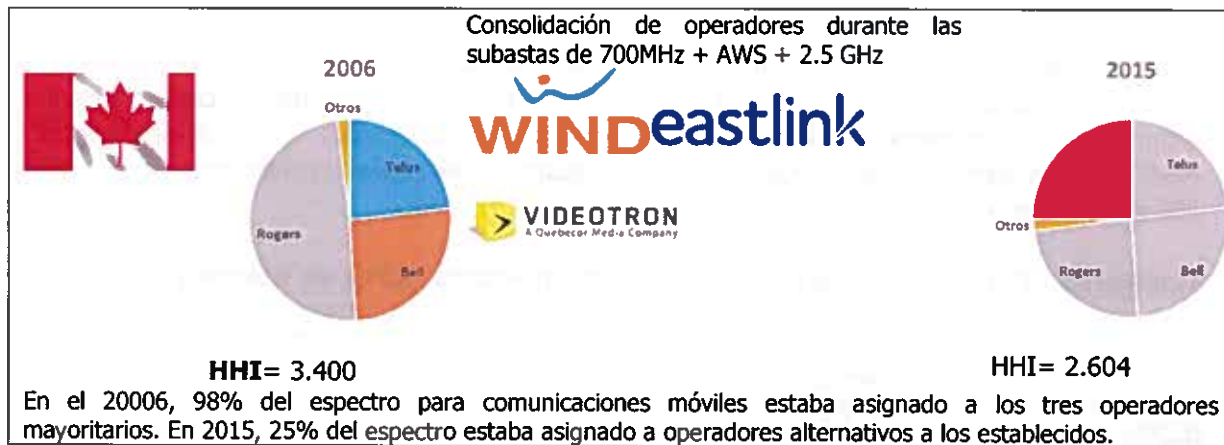 Consolidación de operadores durante las
subastas de 700MHz + AWS + 2.5 GHz
2006
Otros
Telus
Rogers
Bell
WIND
eastlink
VIDEOTRON
A Quebecor Media Company
2015
Telus
Otros
Rogers
Bell
HHI= 3.400
HHI= 2.604
En el 20006, 98% del espectro para comunicaciones móviles estaba asignado a los tres operadores
mayoritarios. En 2015, 25% del espectro estaba asignado a operadores alternativos a los establecidos.